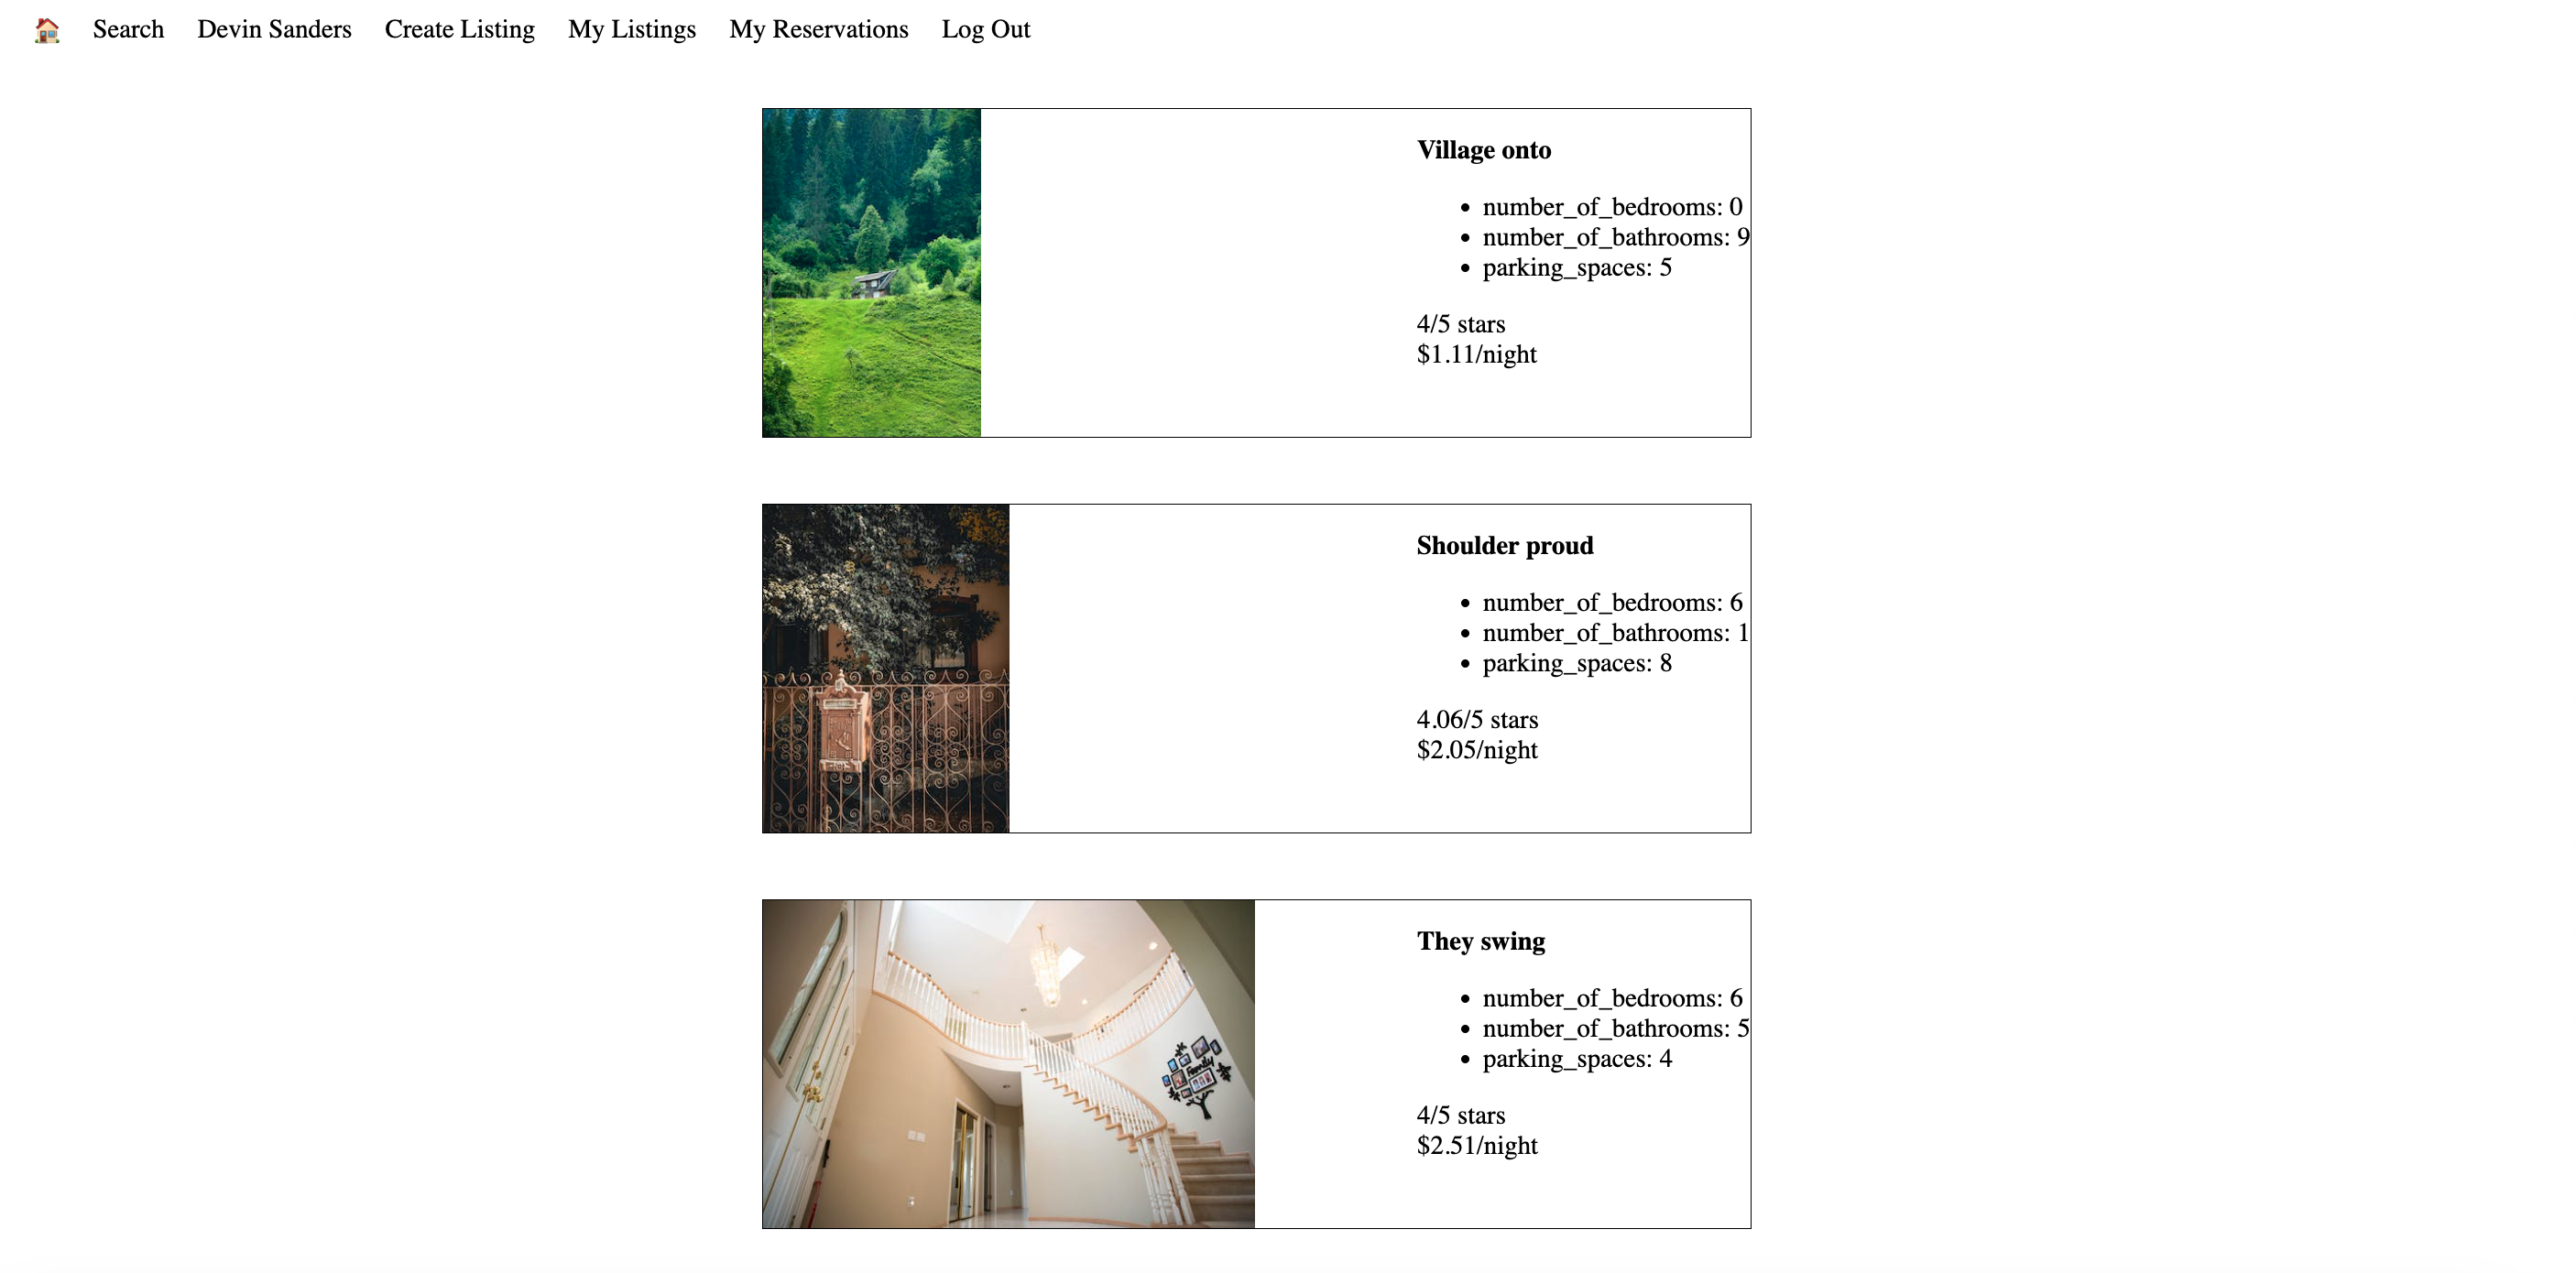 Search Devin Sanders Create Listing My Listings My Reservations Log Out
Village onto
number_of_bedrooms: 0
number_of_bathrooms: 9
parking_spaces: 5
4/5 stars
$1.11/night
Shoulder proud
number_of_bedrooms: 6
number_of_bathrooms: 1
parking_spaces: 8
4.06/5 stars
$2.05/night
They swing
number_of_bedrooms: 6
number_of_bathrooms: 5
parking_spaces: 4
Family
4/5 stars
$2.51/night